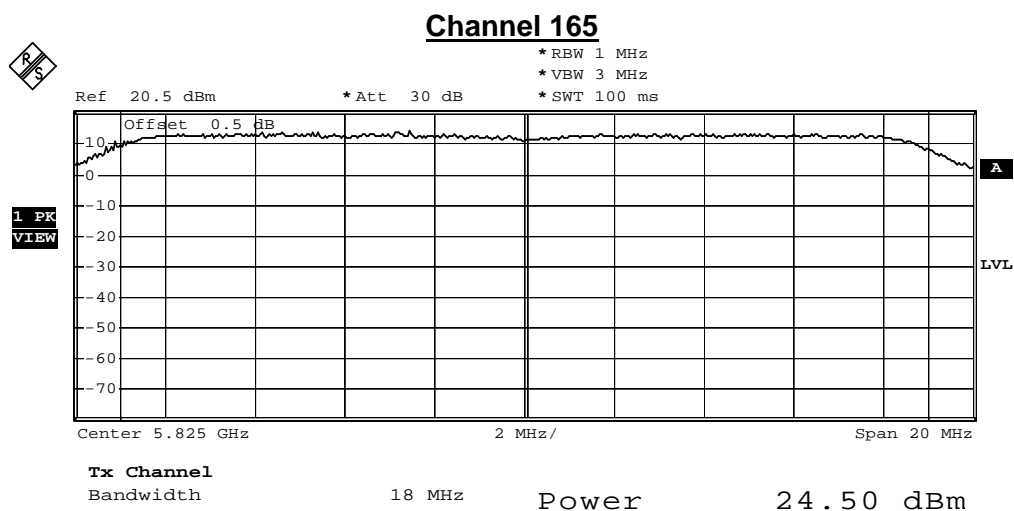 Channel 165
* RBW 1 MHz
* VBW 3 MHz
Ref 20.5 dBm * Att 30 dB * SWT 100 ms
R S
Offset 0.5 dB
10
0
-10
-20
-30
-40
-50
-60
-70
1 PK
VIEW
A
LVL
Center 5.825 GHz 2 MHz/ Span 20 MHz
Tx Channel
Bandwidth 18 MHz Power 24.50 dBm